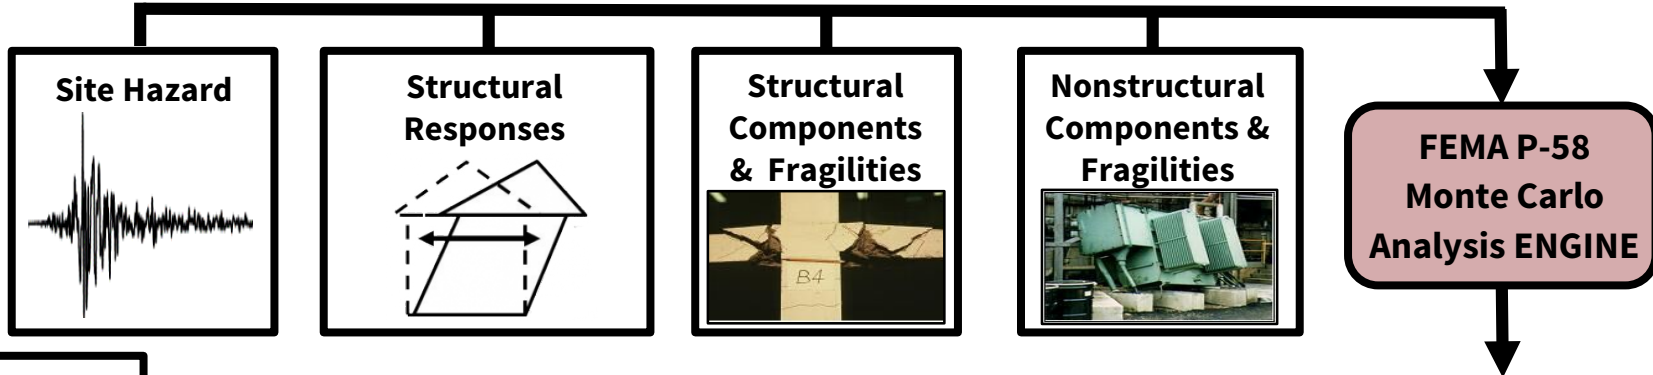 Site Hazard
Structural
Responses
Structural
Components
& Fragilities
B4
Nonstructural
Components &
Fragilities
FEMA P-58
Monte Carlo
Analysis ENGINE